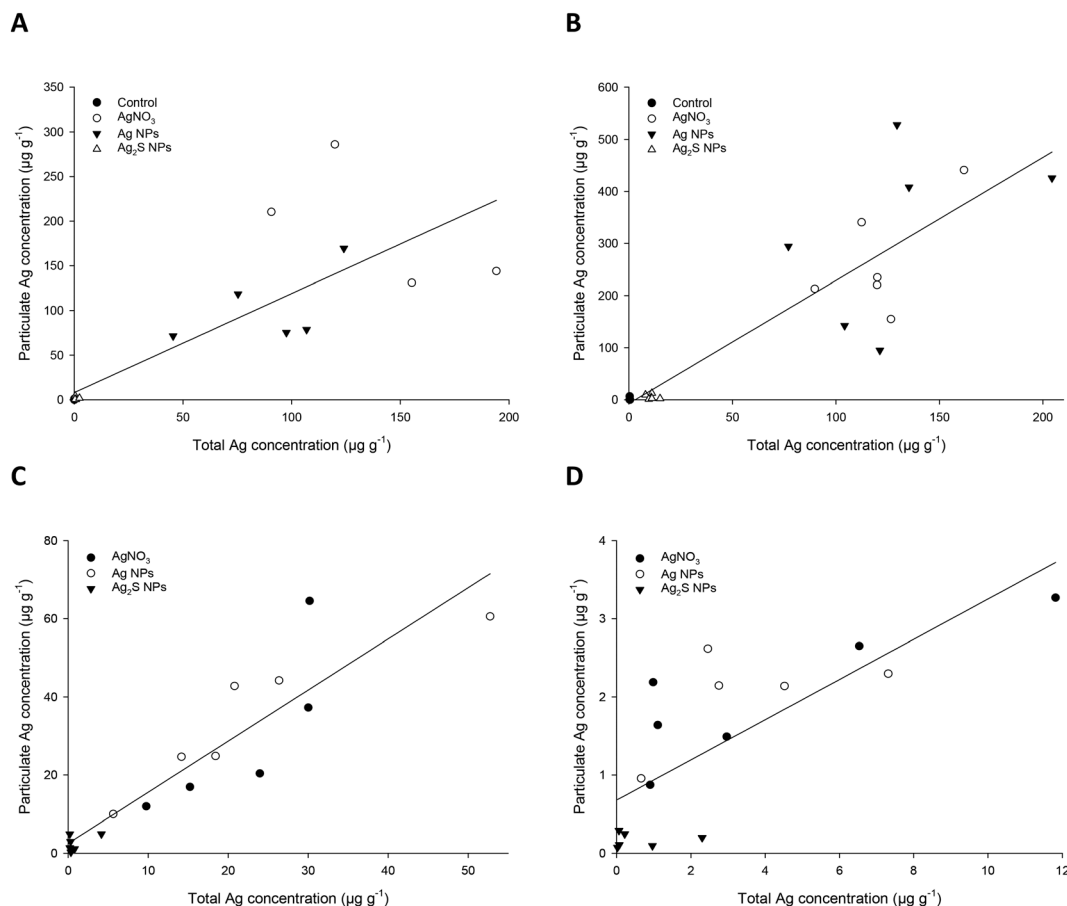 A
Particulate Ag concentration (µg g⁻¹)
350
300
250
200
150
100
50
0
Control
AgNO₃
Ag NPs
Ag₂S NPs
0 50 100 150 200
Total Ag concentration (µg g⁻¹)
B
Particulate Ag concentration (µg g⁻¹)
600
500
400
300
200
100
0
Control
AgNO₃
Ag NPs
Ag₂S NPs
0 50 100 150 200
Total Ag concentration (µg g⁻¹)
C
Particulate Ag concentration (µg g⁻¹)
80
60
40
20
0
AgNO₃
Ag NPs
Ag₂S NPs
0 10 20 30 40 50
Total Ag concentration (µg g⁻¹)
D
Particulate Ag concentration (µg g⁻¹)
4
3
2
1
0
AgNO₃
Ag NPs
Ag₂S NPs
0 2 4 6 8 10 12
Total Ag concentration (µg g⁻¹)